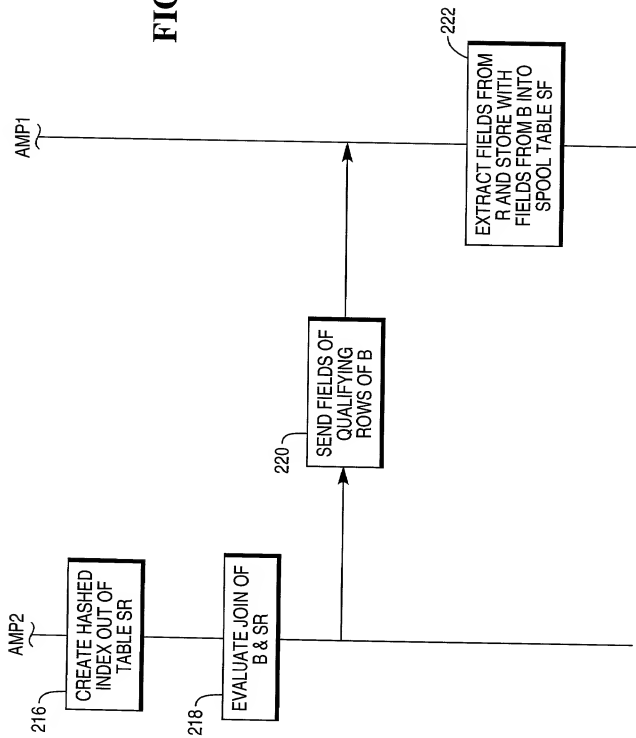 FIG
AMP2
AMP1
216
CREATE HASHED
INDEX OUT OF
TABLE SR
218
EVALUATE JOIN OF
B & SR
220
SEND FIELDS OF
QUALIFYING
ROWS OF B
222
EXTRACT FIELDS FROM
R AND STORE WITH
FIELDS FROM B INTO
SPOOL TABLE SF